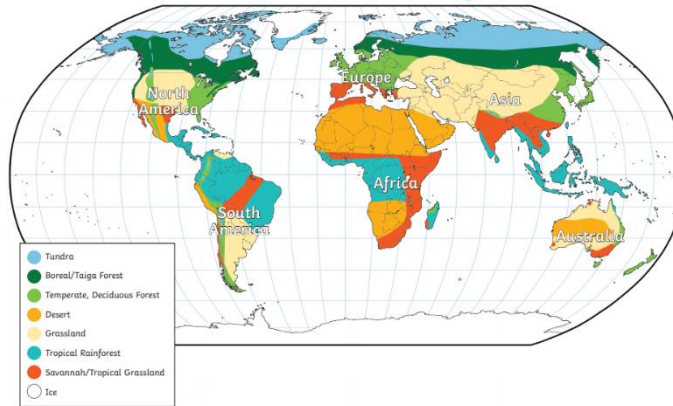 North
America
Europe
Asia
Africa
South
America
Australia
Tundra
Boreal/Taiga Forest
Temperate, Deciduous Forest
Desert
Grassland
Tropical Rainforest
Savannah/Tropical Grassland
Ice